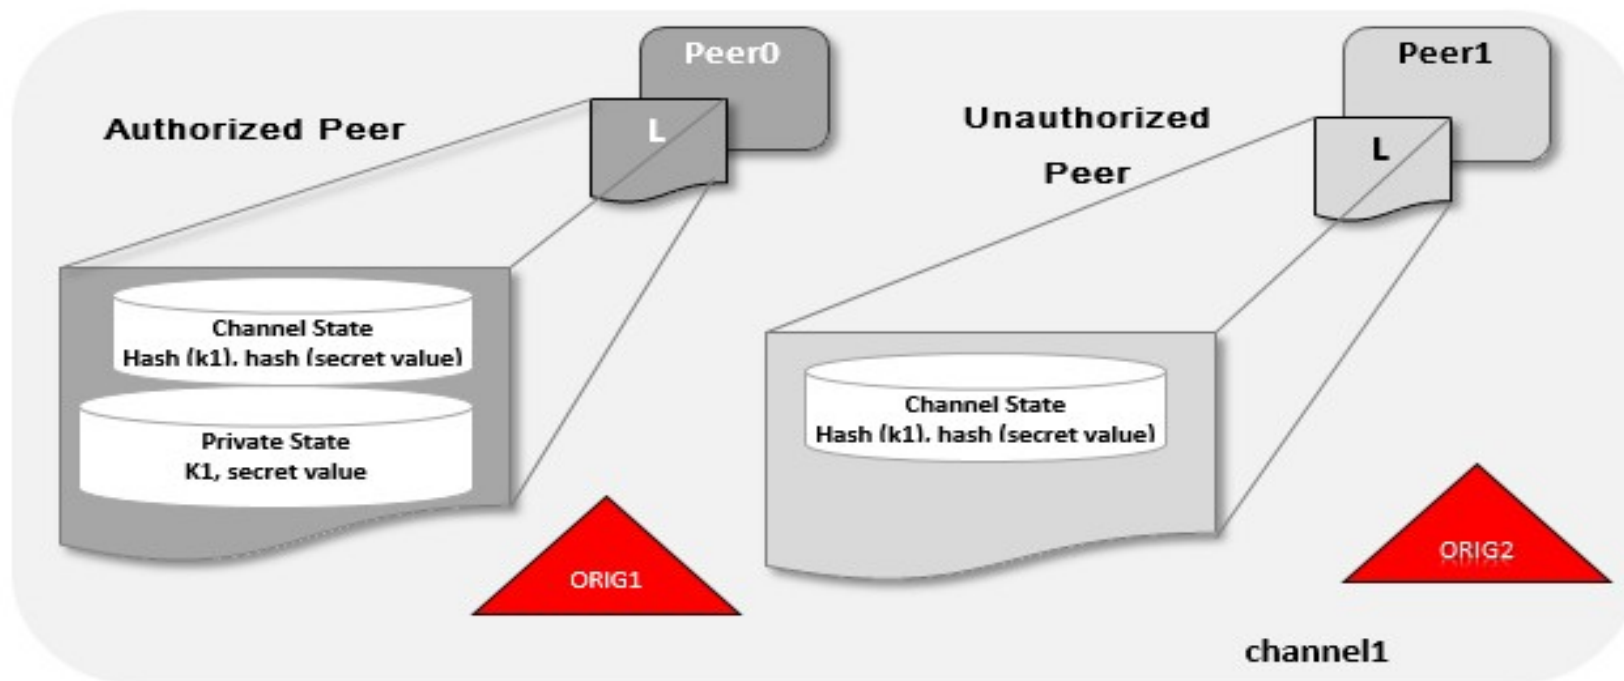 Peer0
Authorized Peer
L
Channel State
Hash (k1), hash (secret value)
Private State
K1, secret value
ORIG1
Peer1
Unauthorized
Peer
L
Channel State
Hash (k1), hash (secret value)
ORIG2
channel1